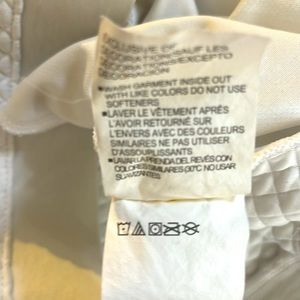 EXCLUSIVE OF
DECORATION/SAUF LES
DECORATIONS/EXCEPTO
DECORACION
•WASH GARMENT INSIDE OUT
WITH LIKE COLORS DO NOT USE
SOFTENERS
•LAVER LE VÊTEMENT APRÈS
L'AVOIR RETOURNÉ SUR
L'ENVERS AVEC DES COULEURS
SIMILAIRES NE PAS UTILISER
D'ASSOUPLISSANTS
•LAVAR LA PRENDA DEL REVÉS CON
COLORES SIMILARES NO USAR
SUAVIZANTES